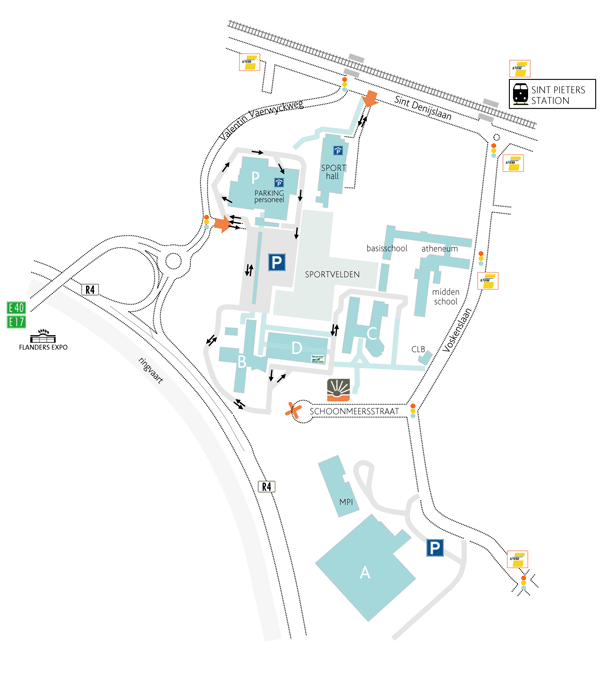 SINT PIETERS
STATION
Sint Denijslaan
Valentin Vaerwyckweg
P
PARKING
personeel
SPORT
hall
P
SPORTVELDEN
basisschool
atheneum
midden
school
Voskenslaan
R4
E40
E17
FLANDERS EXPO
ringvaart
B
D
C
CLB
SCHOONMEERSSTRAAT
R4
MPI
P
A